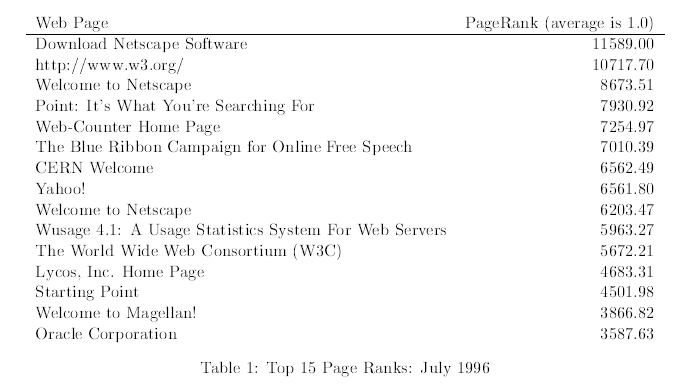 Web Page PageRank (average is 1.0)
Download Netscape Software 11589.00
http://www.w3.org/ 10717.70
Welcome to Netscape 8673.51
Point: It's What You're Searching For 7930.92
Web-Counter Home Page 7254.97
The Blue Ribbon Campaign for Online Free Speech 7010.39
CERN Welcome 6562.49
Yahoo! 6561.80
Welcome to Netscape 6203.47
Wusage 4.1: A Usage Statistics System For Web Servers 5963.27
The World Wide Web Consortium (W3C) 5672.21
Lycos, Inc. Home Page 4683.31
Starting Point 4501.98
Welcome to Magellan! 3866.82
Oracle Corporation 3587.63
Table 1: Top 15 Page Ranks: July 1996